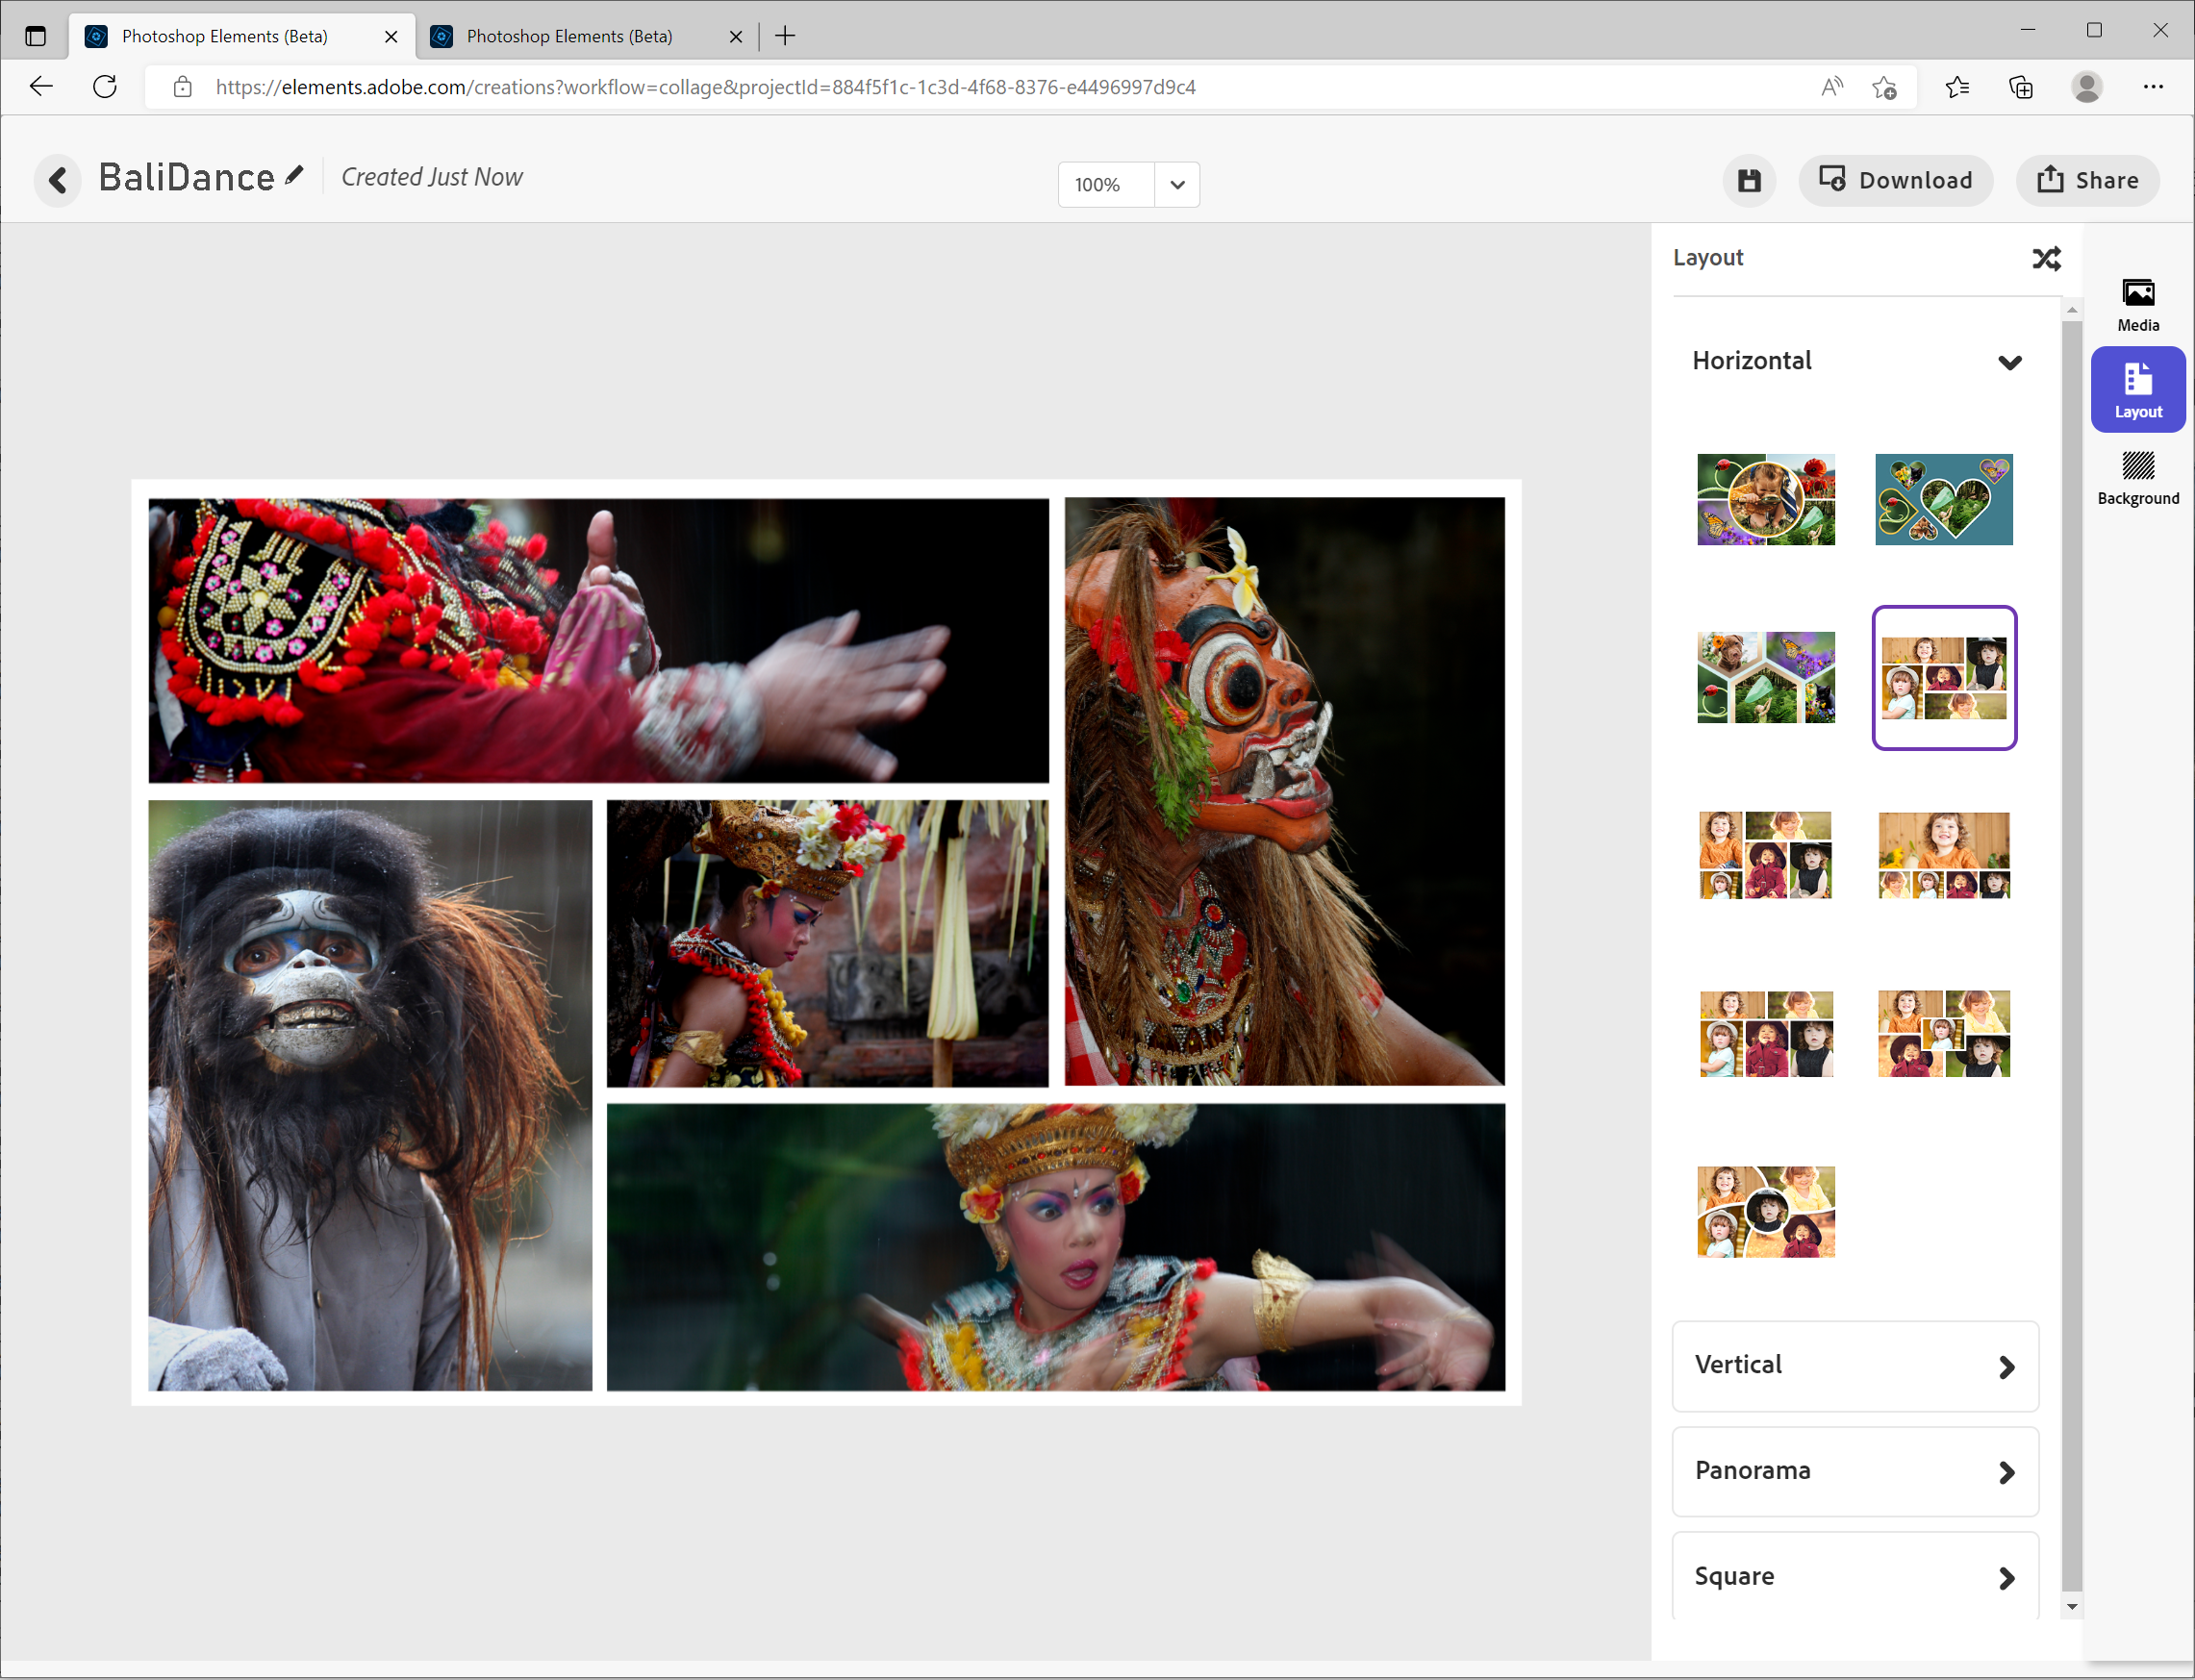 Photoshop Elements (Beta)
Photoshop Elements (Beta)
https://elements.adobe.com/creations?workflow=collage&projectId=884f5f1c-1c3d-4f68-8376-e4496997d9c4
BaliDance
Created Just Now
100%
Download
Share
Layout
Horizontal
Vertical
Panorama
Square
Media
Layout
Background